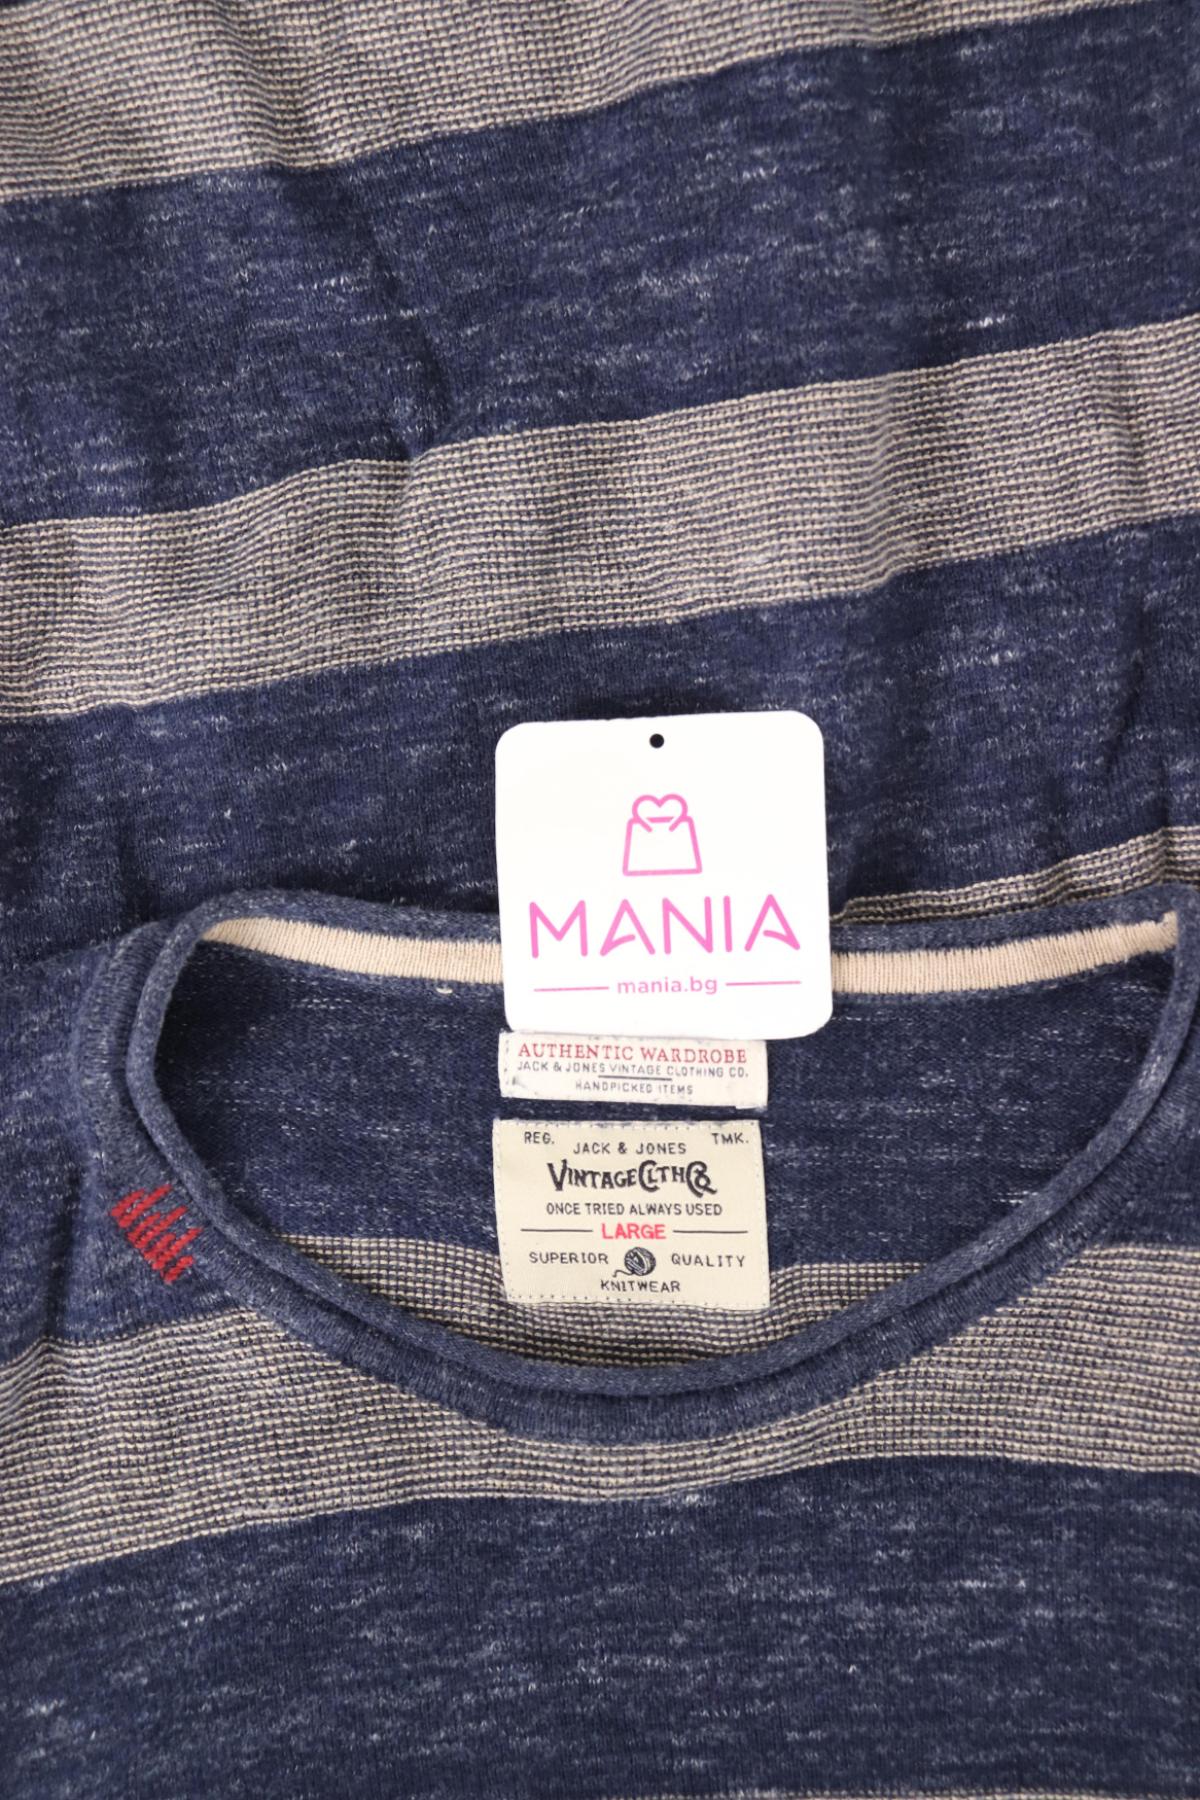 MANIA
mania.bg
AUTHENTIC WARDROBE
JACK & JONES VINTAGE CLOTHING CO.
HANDPICKED ITEMS
REG. JACK & JONES TMK.
VINTAGE CLTH CO
ONCE TRIED ALWAYS USED
LARGE
SUPERIOR QUALITY
KNITWEAR